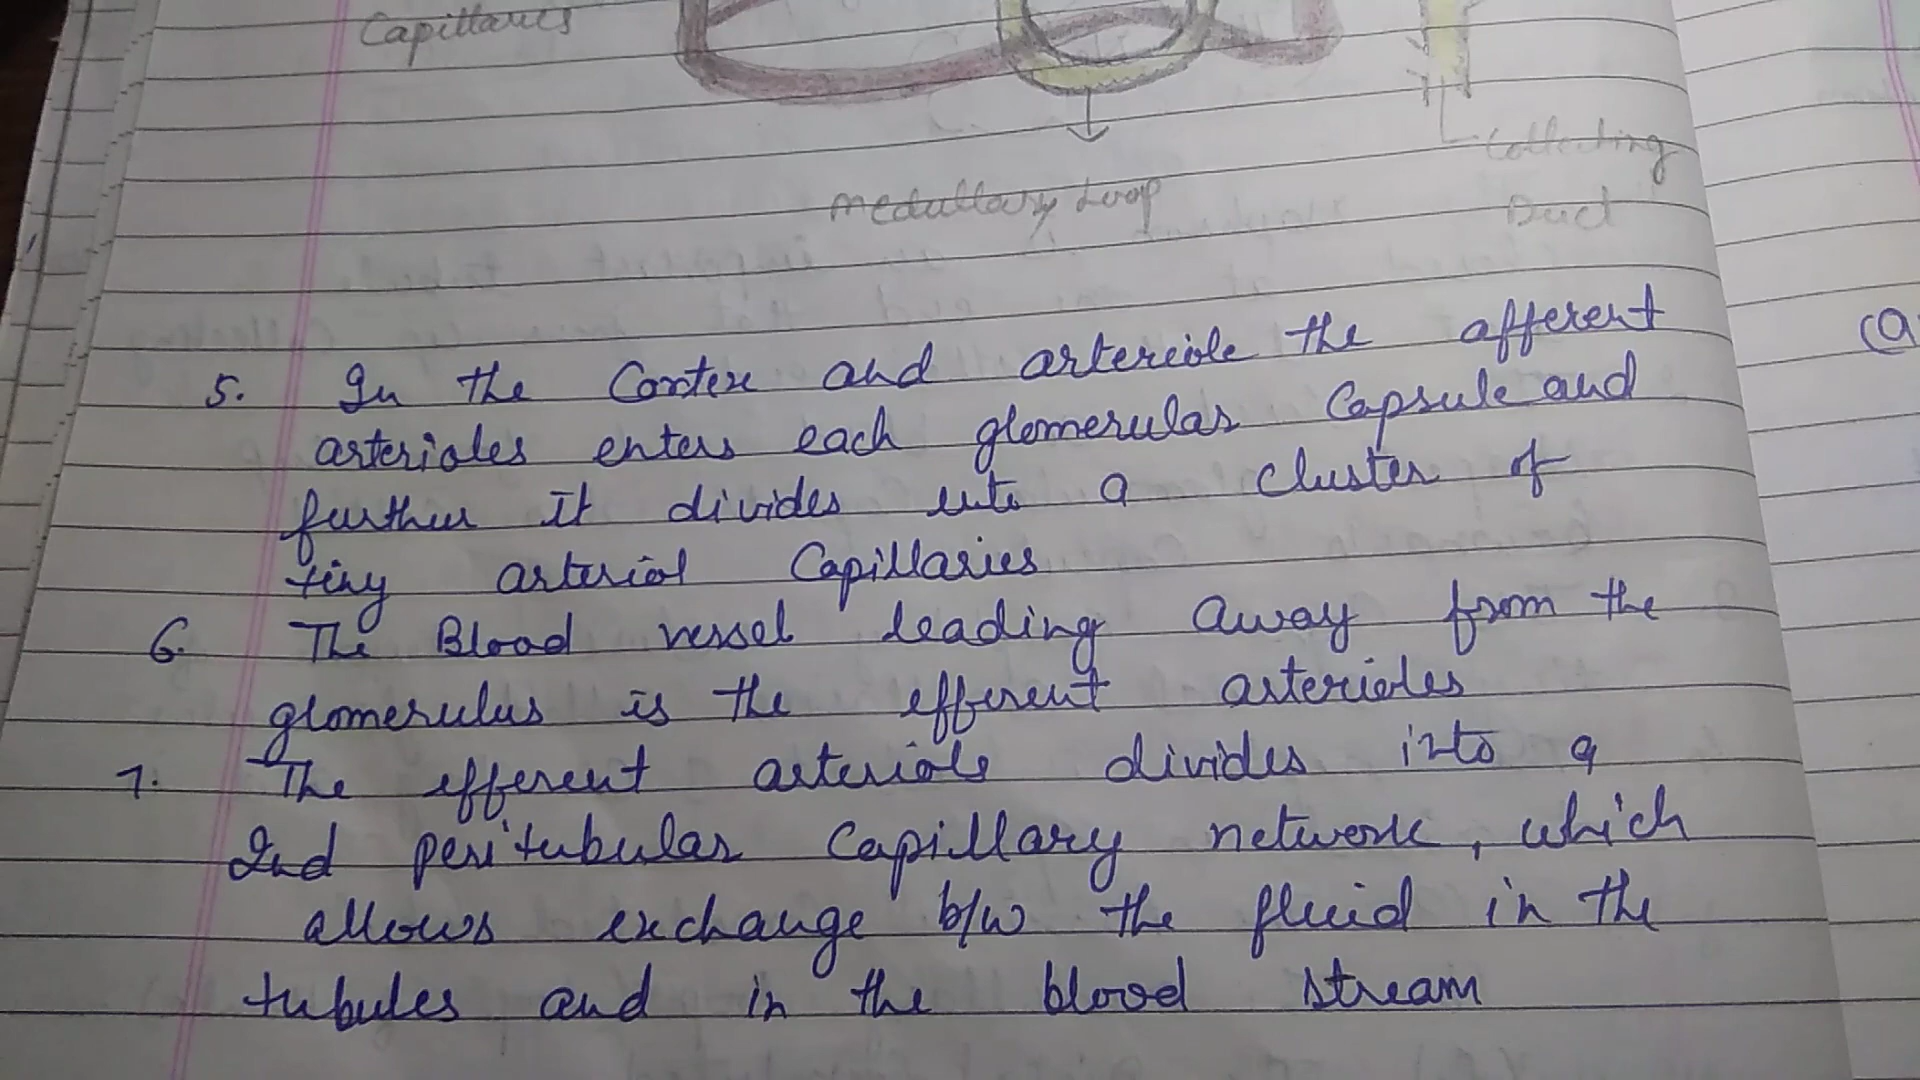 Capillaries
Collecting
Medullary Loop
Duct
5. In the Cortex and artereiole the afferent
arterioles enters each glomerular Capsule and
further It divides into a cluster of
tiny arterial Capillaries
6. The Blood vessel leading away from the
glomerulus is the efferent arterioles
7. The efferent arteriole divides into a
2nd peritubular Capillary network, which
allows exchange b/w the fluid in the
tubules and in the blood stream
(a